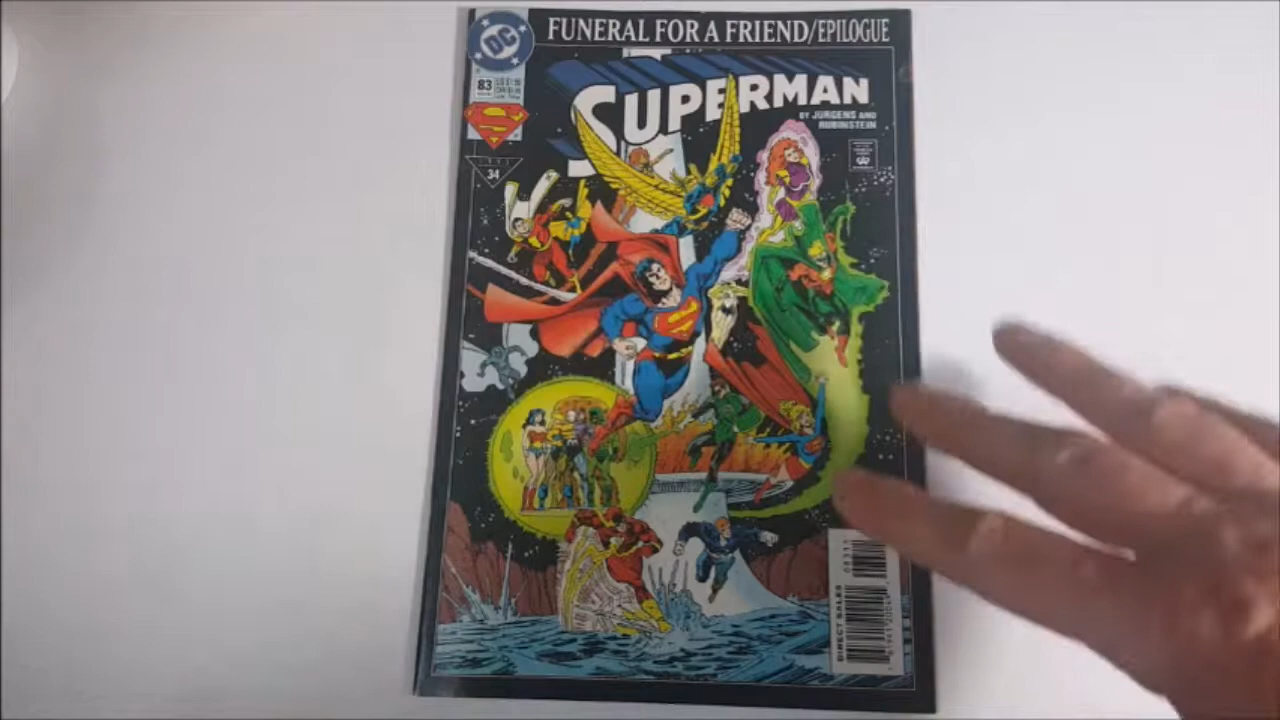 FUNERAL FOR A FRIEND/EPILOGUE
DC
83
SUPERMAN
BY JURGENS AND
RUBINSTEIN
34
DIRECT SALES